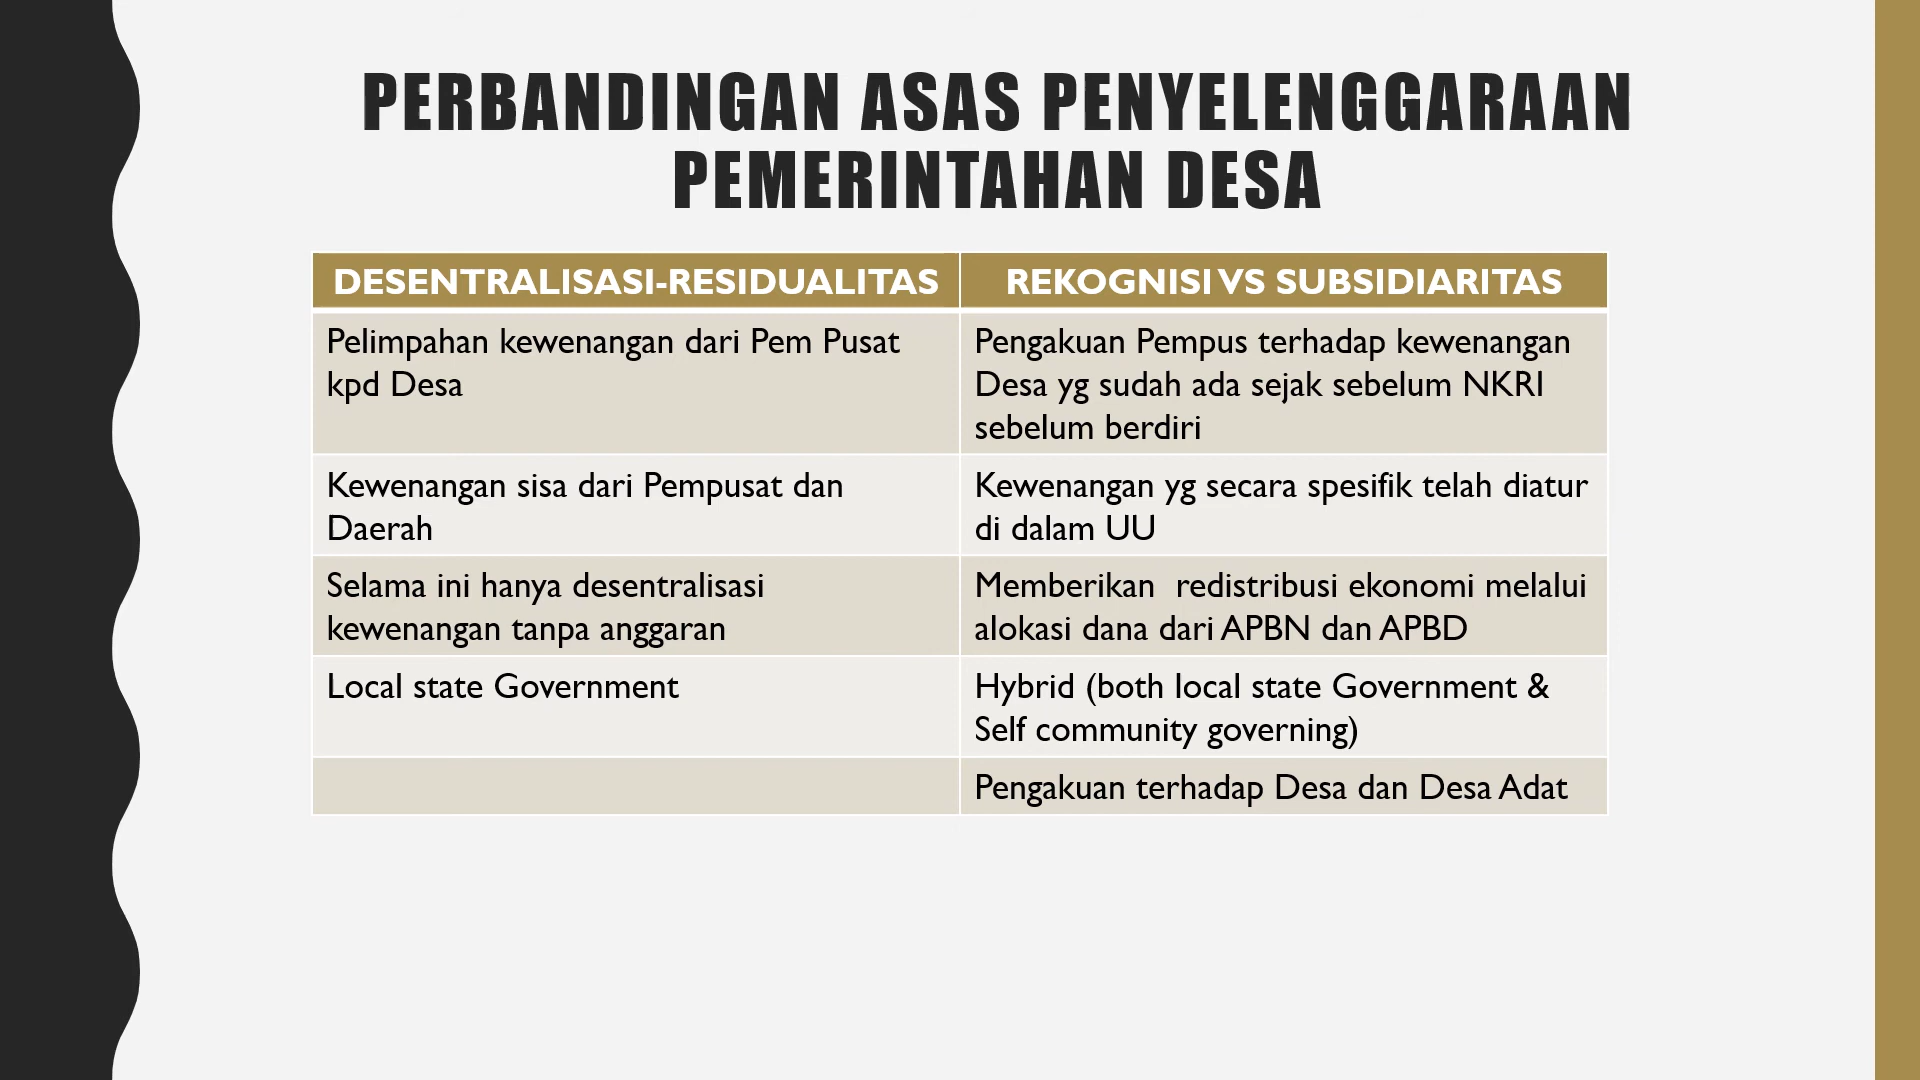 PERBANDINGAN ASAS PENYELENGGARAAN
PEMERINTAHAN DESA
DESENTRALISASI-RESIDUALITAS
REKOGNISI VS SUBSIDIARITAS
Pelimpahan kewenangan dari Pem Pusat
kpd Desa
Pengakuan Pempus terhadap kewenangan
Desa yg sudah ada sejak sebelum NKRI
sebelum berdiri
Kewenangan sisa dari Pempusat dan
Daerah
Kewenangan yg secara spesifik telah diatur
di dalam UU
Selama ini hanya desentralisasi
kewenangan tanpa anggaran
Memberikan  redistribusi ekonomi melalui
alokasi dana dari APBN dan APBD
Local state Government
Hybrid (both local state Government &
Self community governing)
Pengakuan terhadap Desa dan Desa Adat